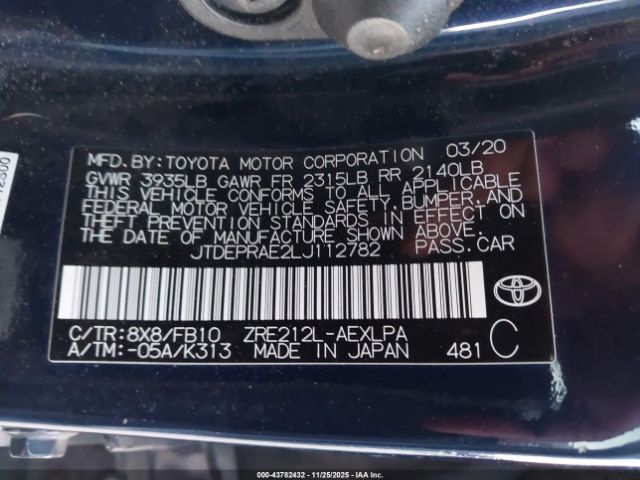 MFD. BY: TOYOTA MOTOR CORPORATION 03/20
GVWR 3935LB GAWR FR 2315LB RR 2140LB
THIS VEHICLE CONFORMS TO ALL APPLICABLE
FEDERAL MOTOR VEHICLE SAFETY, BUMPER, AND
THEFT PREVENTION STANDARDS IN EFFECT ON
THE DATE OF MANUFACTURE SHOWN ABOVE.
JTDEPRAE2LJ112782 PASS. CAR
C/TR: 8X8/FB10 ZRE212L-AEXLPA
A/TM: -05A/K313 MADE IN JAPAN 481 C
TOYOTA
000-43782432 11/25/2025 IAAI.COM